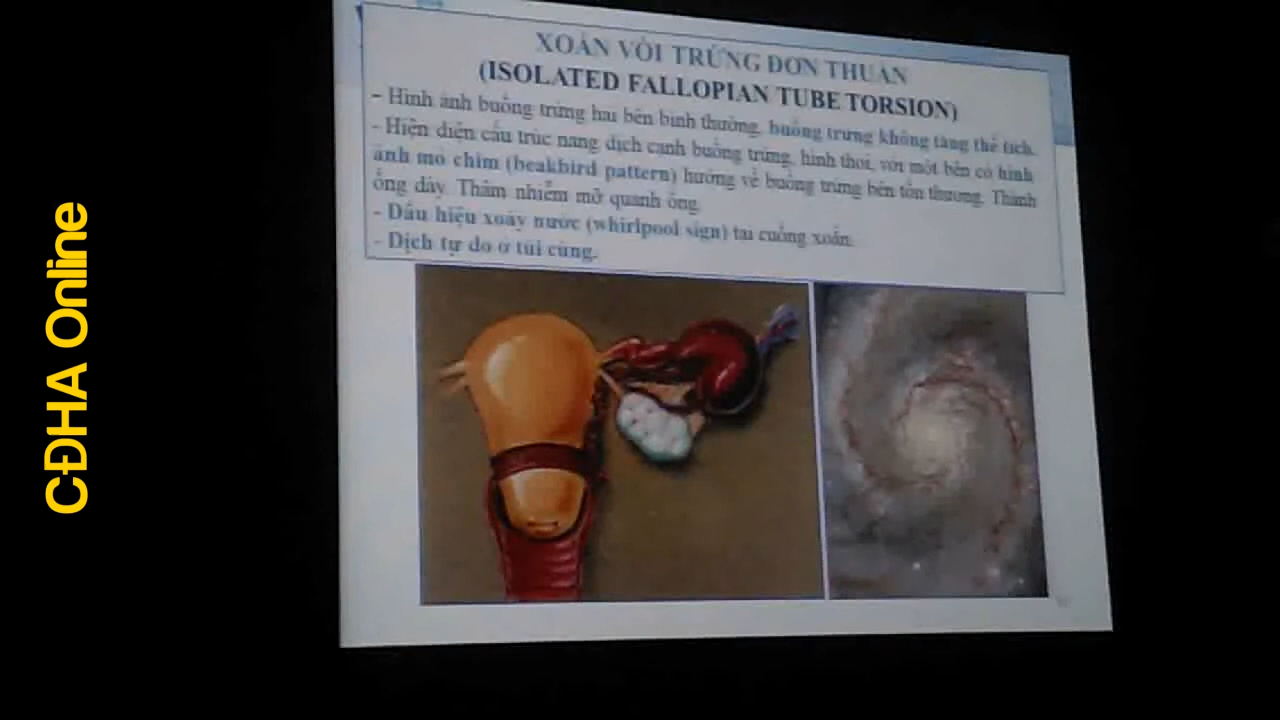 CĐHA Online
XOẮN VÒI TRỨNG ĐƠN THUẦN
(ISOLATED FALLOPIAN TUBE TORSION)
- Hình ảnh buồng trứng hai bên bình thường, buồng trứng không tăng thể tích.
- Hiện diện cấu trúc nang dịch cạnh buồng trứng, hình thoi, với một bên có hình
ảnh mỏ chim (beakbird pattern) hướng về buồng trứng bên tổn thương. Thành
ống dày. Thâm nhiễm mỡ quanh ống.
- Dấu hiệu xoáy nước (whirlpool sign) tại cuống xoắn.
- Dịch tự do ở túi cùng.